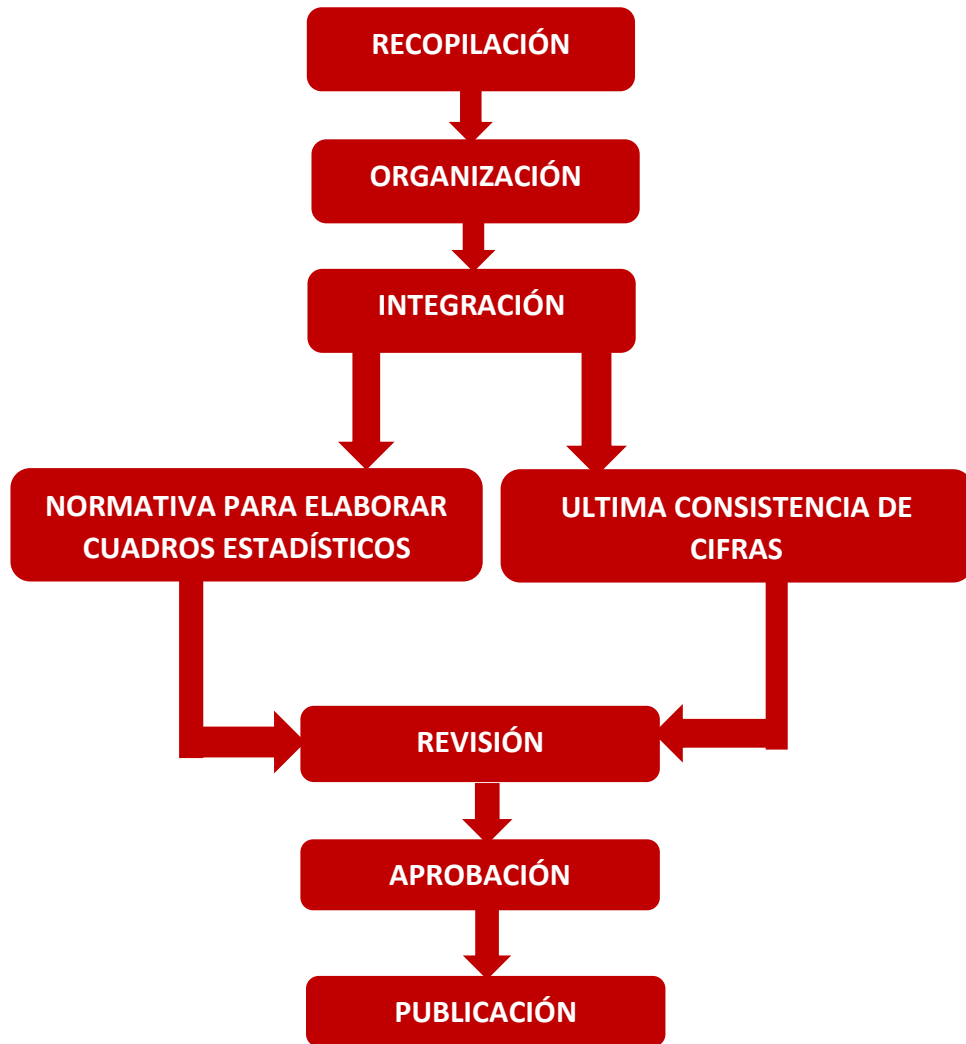 RECOPILACIÓN
ORGANIZACIÓN
INTEGRACIÓN
NORMATIVA PARA ELABORAR
CUADROS ESTADÍSTICOS
ULTIMA CONSISTENCIA DE
CIFRAS
REVISIÓN
APROBACIÓN
PUBLICACIÓN